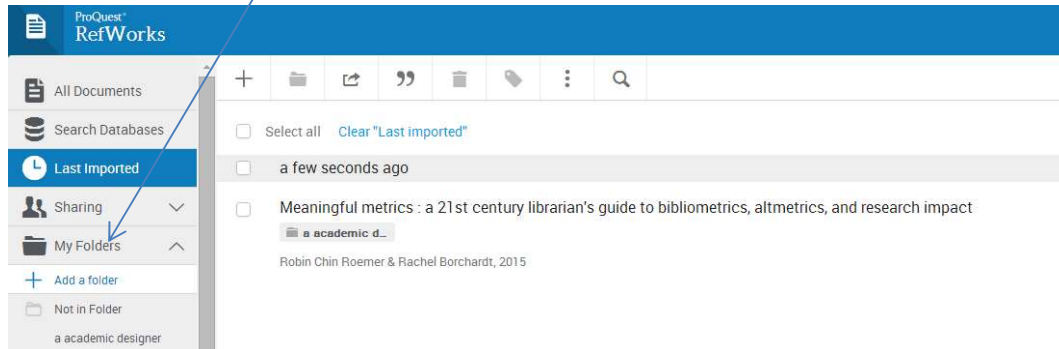 ProQuest®
RefWorks
All Documents
Search Databases
Last Imported
Sharing
My Folders
Add a folder
Not in Folder
a academic designer
Select all Clear "Last imported"
a few seconds ago
Meaningful metrics : a 21st century librarian's guide to bibliometrics, altmetrics, and research impact
a academic d...
Robin Chin Roemer & Rachel Borchardt, 2015